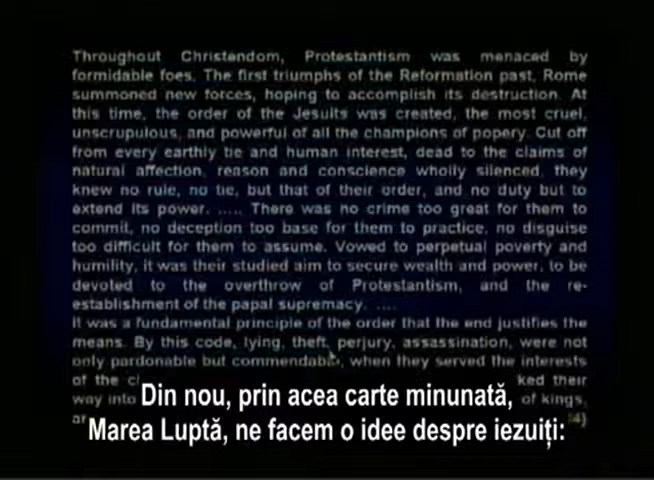 Throughout Christendom, Protestantism was menaced by
formidable foes. The first triumphs of the Reformation past, Rome
summoned new forces, hoping to accomplish its destruction. At
this time, the order of the Jesuits was created, the most cruel,
unscrupulous, and powerful of all the champions of popery. Cut off
from every earthly tie and human interest, dead to the claims of
natural affection, reason and conscience wholly silenced, they
knew no rule, no tie, but that of their order, and no duty but to
extend its power. ..... There was no crime too great for them to
commit, no deception too base for them to practice, no disguise
too difficult for them to assume. Vowed to perpetual poverty and
humility, it was their studied aim to secure wealth and power, to be
devoted to the overthrow of Protestantism, and the re-
establishment of the papal supremacy. ....
It was a fundamental principle of the order that the end justifies the
means. By this code, lying, theft, perjury, assassination, were not
only pardonable but commendable, when they served the interests
of the ked their
way into of kings,
Din nou, prin acea carte minunată,
Marea Luptă, ne facem o idee despre iezuiți: